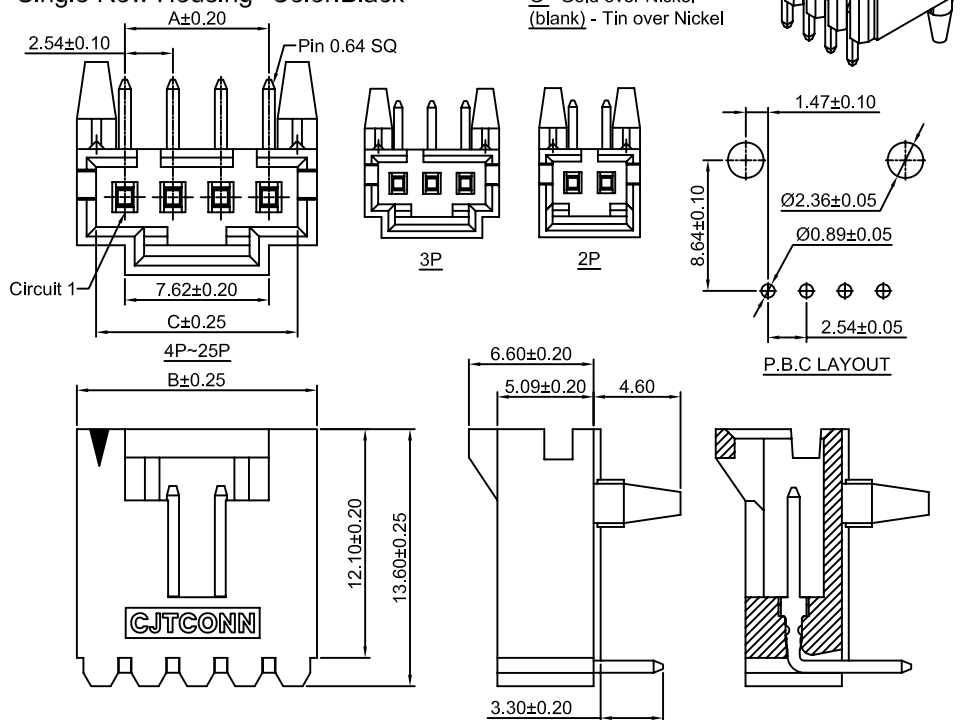 Single Row Housing Color:Black
G - Gold over Nickel
(blank) - Tin over Nickel
A±0.20
2.54±0.10
Pin 0.64 SQ
Circuit 1
7.62±0.20
C±0.25
4P~25P
3P
2P
1.47±0.10
8.64±0.10
Ø2.36±0.05
Ø0.89±0.05
2.54±0.05
P.B.C LAYOUT
B±0.25
12.10±0.20
13.60±0.25
CJTCONN
6.60±0.20
5.09±0.20
4.60
3.30±0.20